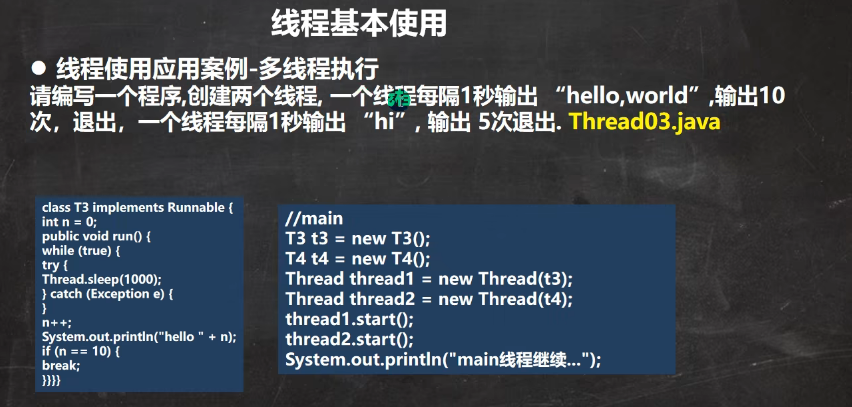 线程基本使用
● 线程使用应用案例-多线程执行
请编写一个程序,创建两个线程, 一个线程每隔1秒输出 “hello,world”,输出10
次，退出，一个线程每隔1秒输出 “hi”, 输出 5次退出. Thread03.java
class T3 implements Runnable {
int n = 0;
public void run() {
while (true) {
try {
Thread.sleep(1000);
} catch (Exception e) {
}
n++;
System.out.println("hello " + n);
if (n == 10) {
break;
}}}}
//main
T3 t3 = new T3();
T4 t4 = new T4();
Thread thread1 = new Thread(t3);
Thread thread2 = new Thread(t4);
thread1.start();
thread2.start();
System.out.println("main线程继续...");